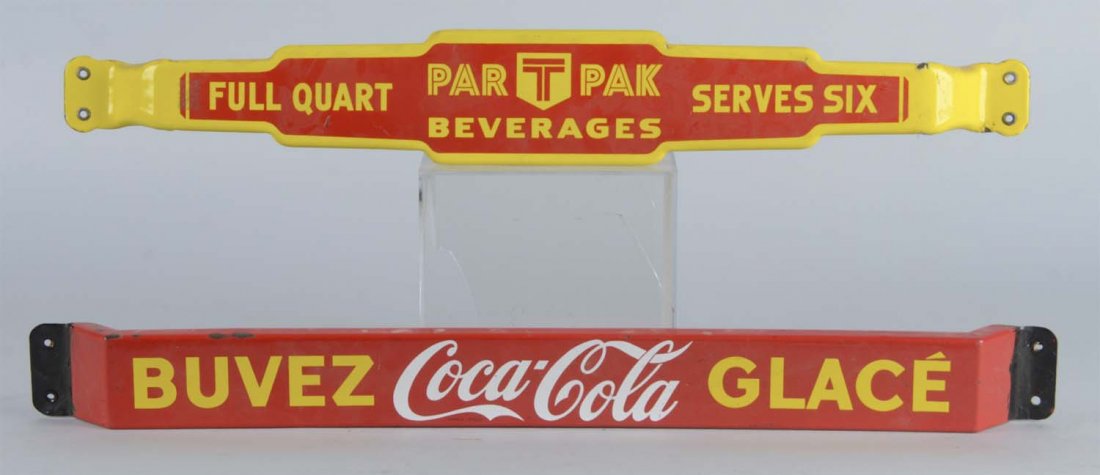 FULL QUART PAR T PAK SERVES SIX
BEVERAGES
BUVEZ Coca-Cola GLACÉ